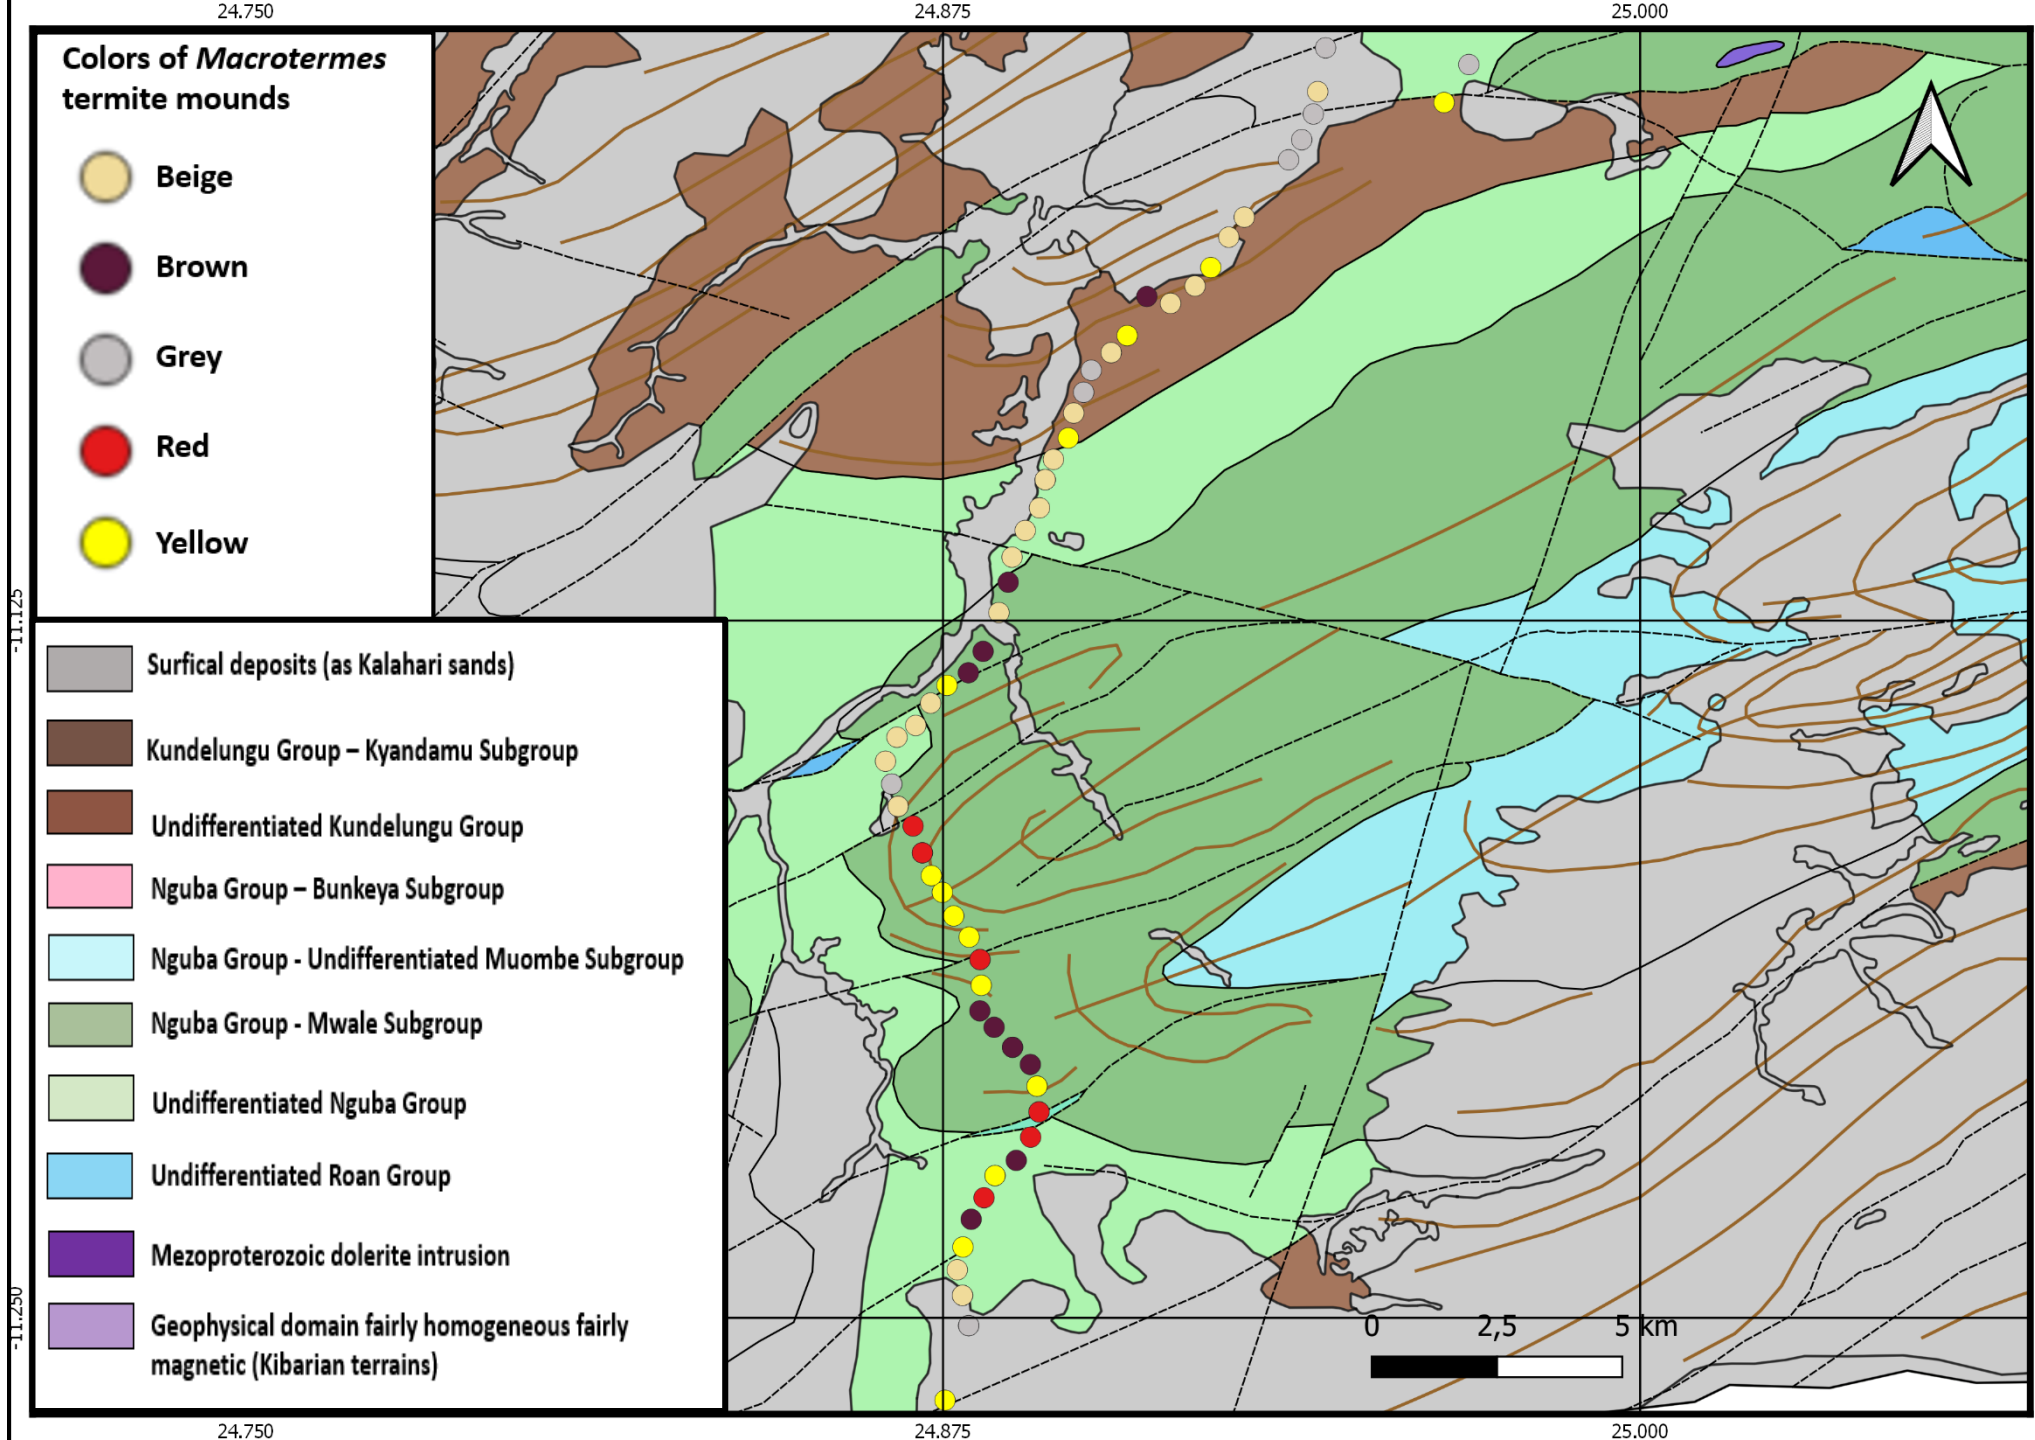 24.750
24.875
25.000
Colors of Macrotermes
termite mounds
Beige
Brown
Grey
Red
Yellow
-11.125
Surfical deposits (as Kalahari sands)
Kundelungu Group – Kyandamu Subgroup
Undifferentiated Kundelungu Group
Nguba Group – Bunkeya Subgroup
Nguba Group - Undifferentiated Muombe Subgroup
Nguba Group - Mwale Subgroup
Undifferentiated Nguba Group
Undifferentiated Roan Group
Mezoproterozoic dolerite intrusion
Geophysical domain fairly homogeneous fairly
magnetic (Kibarian terrains)
-11.250
0 2,5 5 km
24.750
24.875
25.000